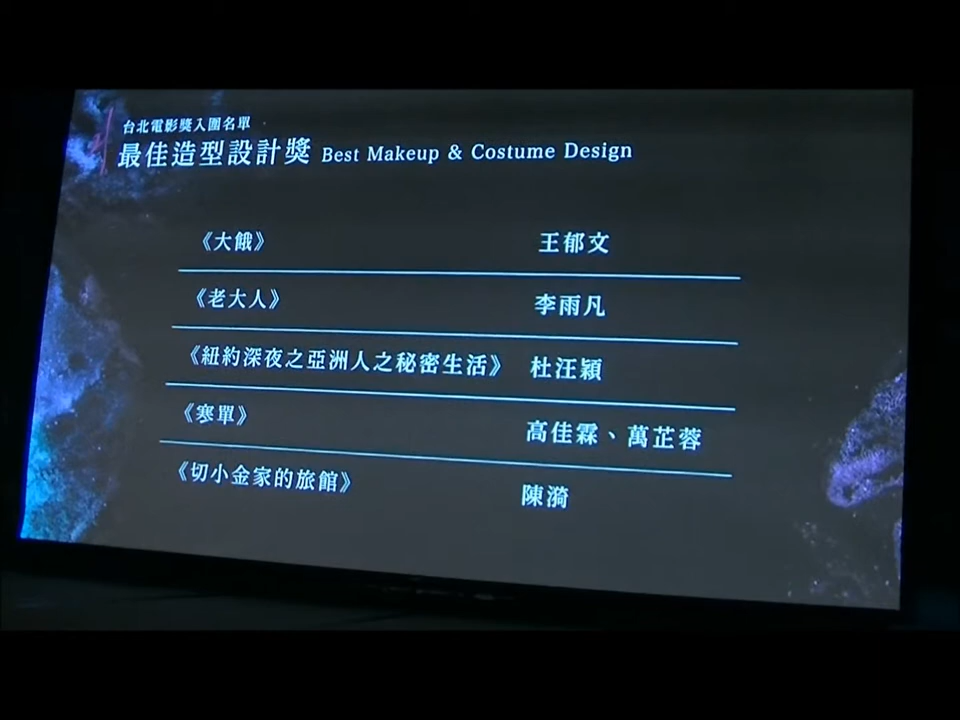 台北電影獎入圍名單
最佳造型設計獎 Best Makeup & Costume Design
《大餓》 王郁文
《老大人》 李雨凡
《紐約深夜之亞洲人之秘密生活》 杜汪穎
《寒單》 高佳霖、萬芷蓉
《切小金家的旅館》 陳漪